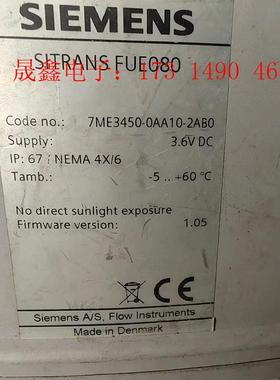 SIEMENS
晟鑫电子：173 1490 46
SITRANS FUE080
Code no.: 7ME3450-0AA10-2AB0
Supply: 3.6V DC
IP: 67 / NEMA 4X/6
Tamb.: -5 .. +60 °C
No direct sunlight exposure
Firmware version: 1.05
CE
Siemens A/S, Flow Instruments
Made in Denmark